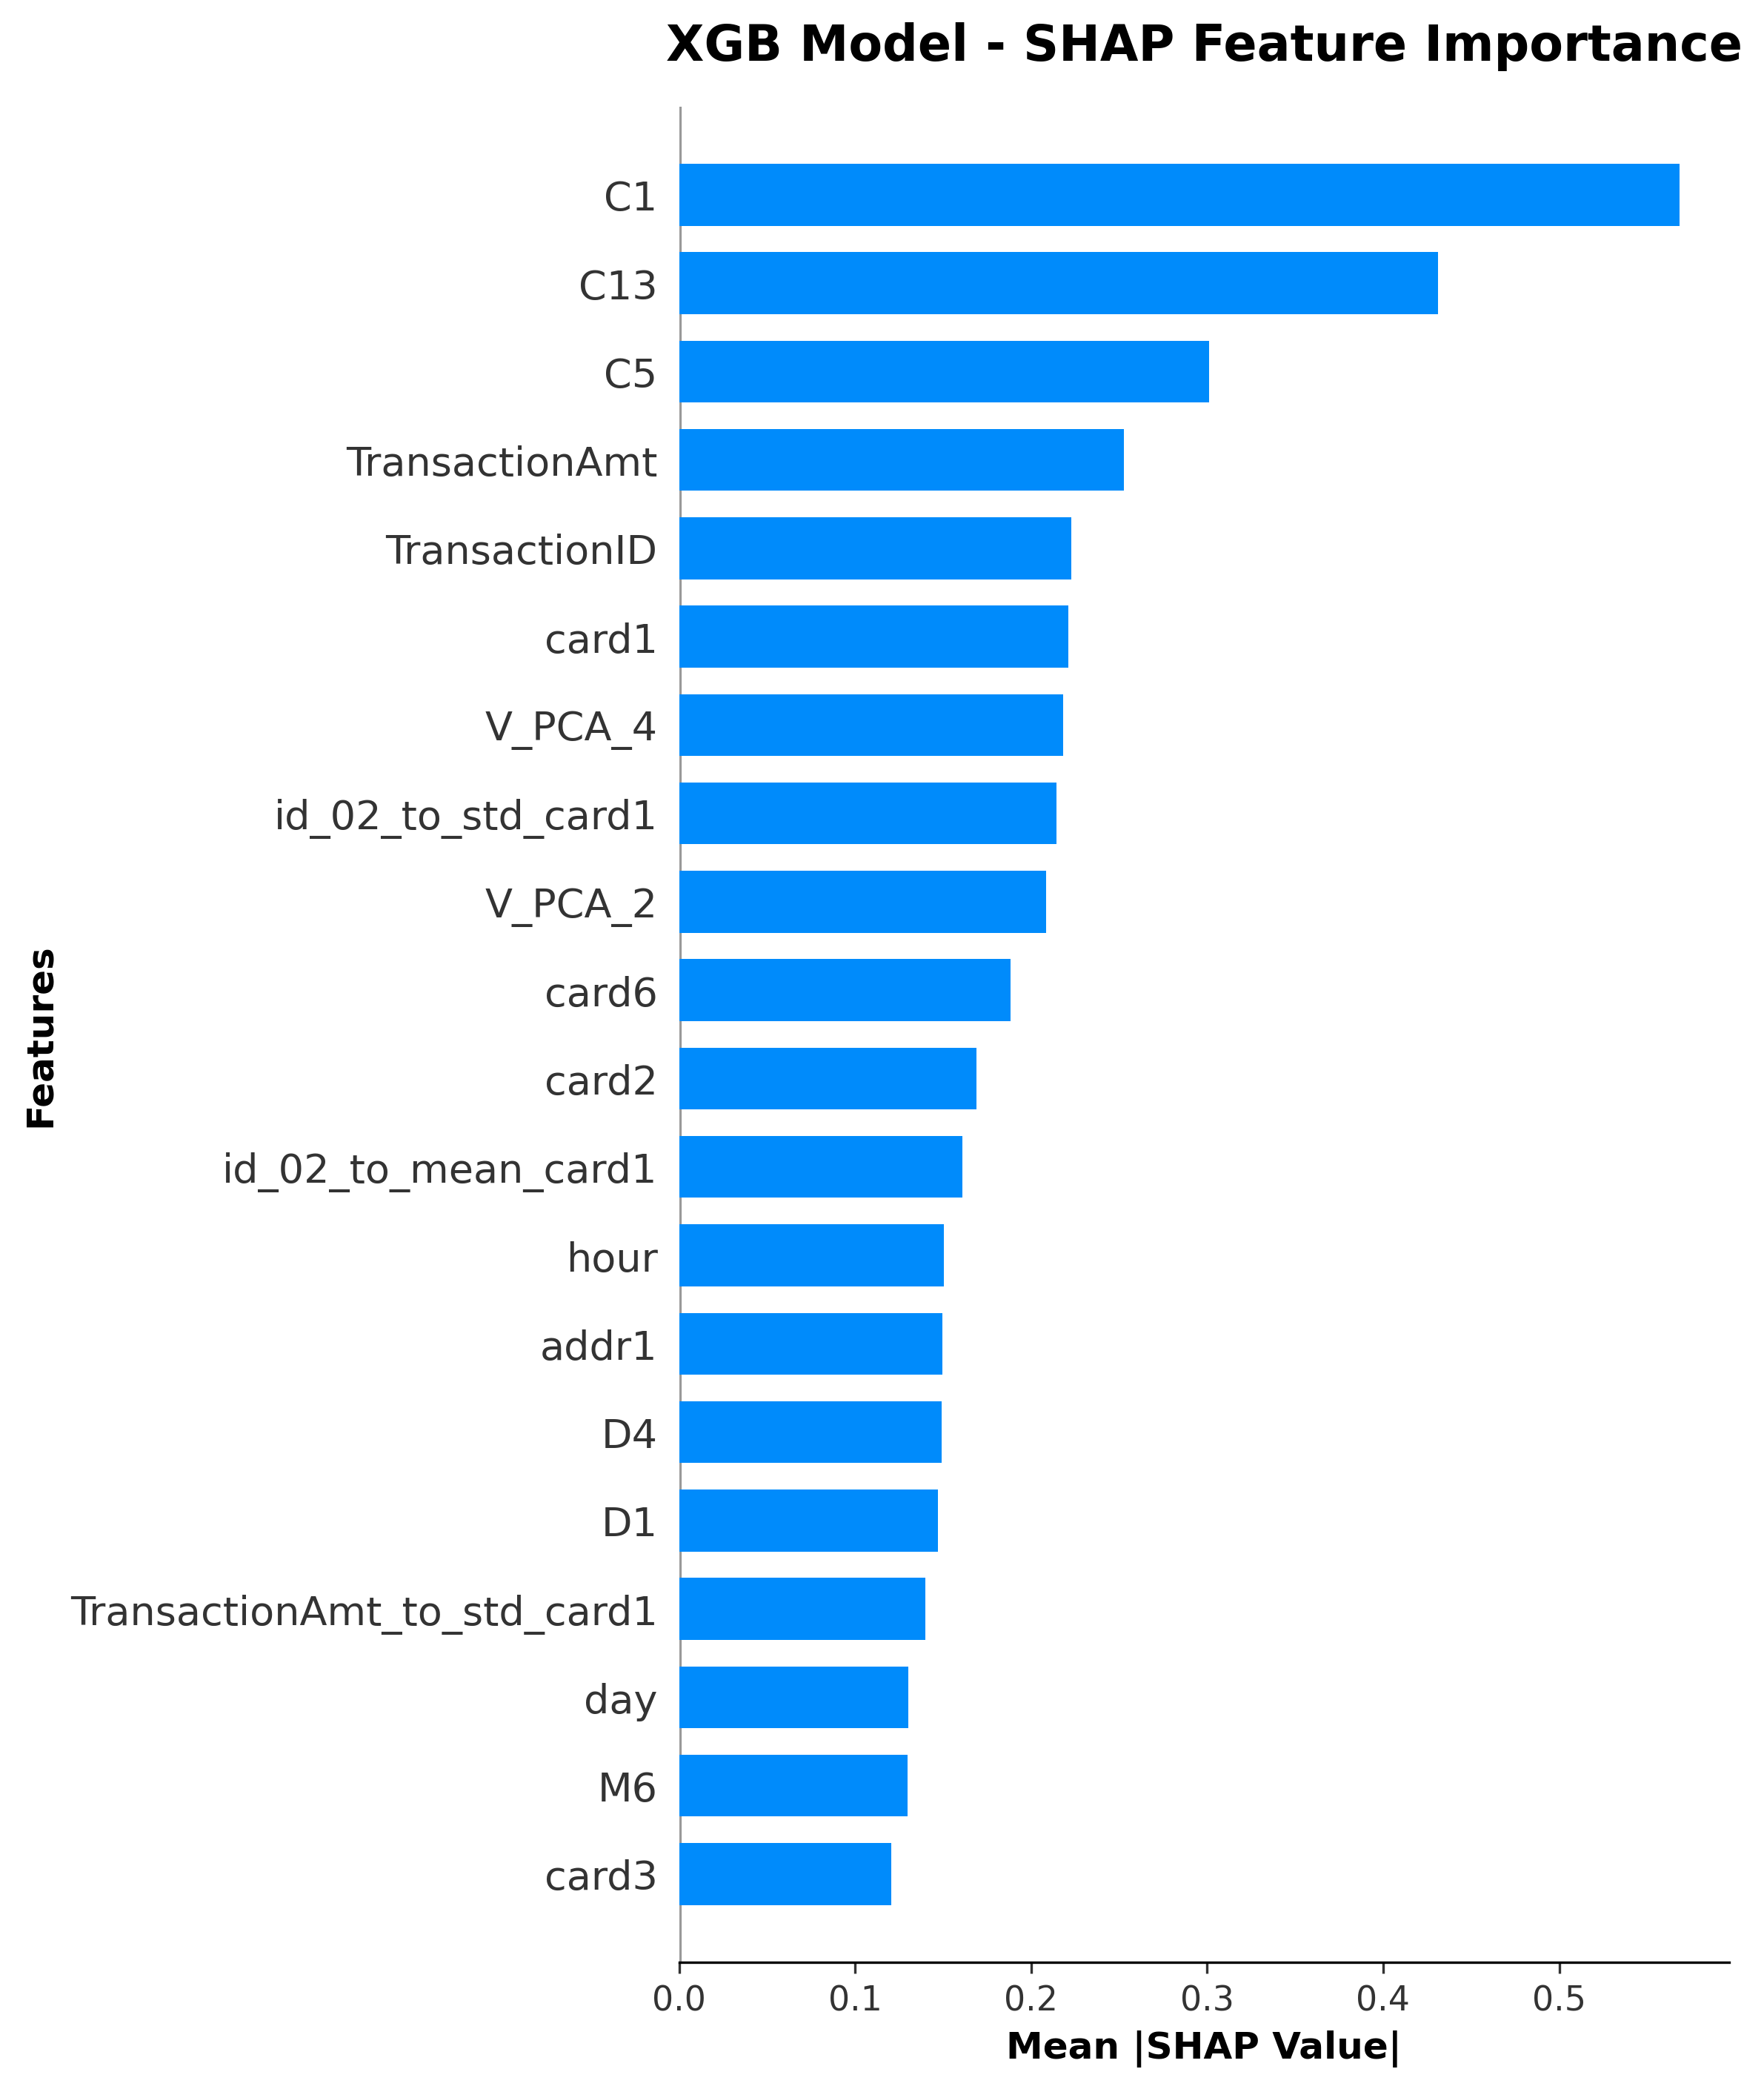 XGB Model - SHAP Feature Importance
C1
C13
C5
TransactionAmt
TransactionID
card1
V_PCA_4
id_02_to_std_card1
V_PCA_2
card6
card2
id_02_to_mean_card1
hour
addr1
D4
D1
TransactionAmt_to_std_card1
day
M6
card3
Features
0.0 0.1 0.2 0.3 0.4 0.5
Mean |SHAP Value|